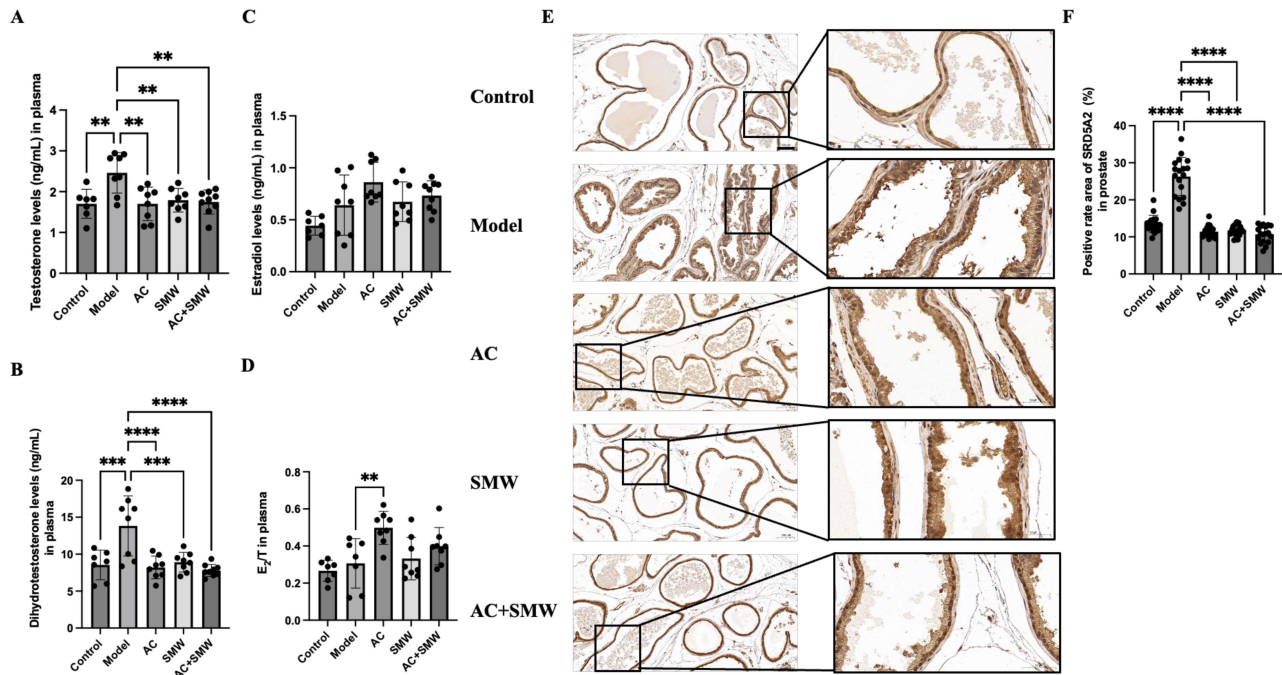 A
Testosterone levels (ng/mL) in plasma
4
3
2
1
0
**
**
**
**
Control
Model
AC
SMW
AC+SMW
B
Dihydrotestosterone levels (ng/mL)
in plasma
20
15
10
5
0
****
****
***
***
Control
Model
AC
SMW
AC+SMW
C
Estradiol levels (ng/mL) in plasma
1.5
1.0
0.5
0.0
Control
Model
AC
SMW
AC+SMW
D
E2/T in plasma
0.8
0.6
0.4
0.2
0.0
**
Control
Model
AC
SMW
AC+SMW
E
Control
Model
AC
SMW
AC+SMW
F
Positive rate area of SRD5A2 (%)
in prostate
40
30
20
10
0
****
****
****
****
Control
Model
AC
SMW
AC+SMW